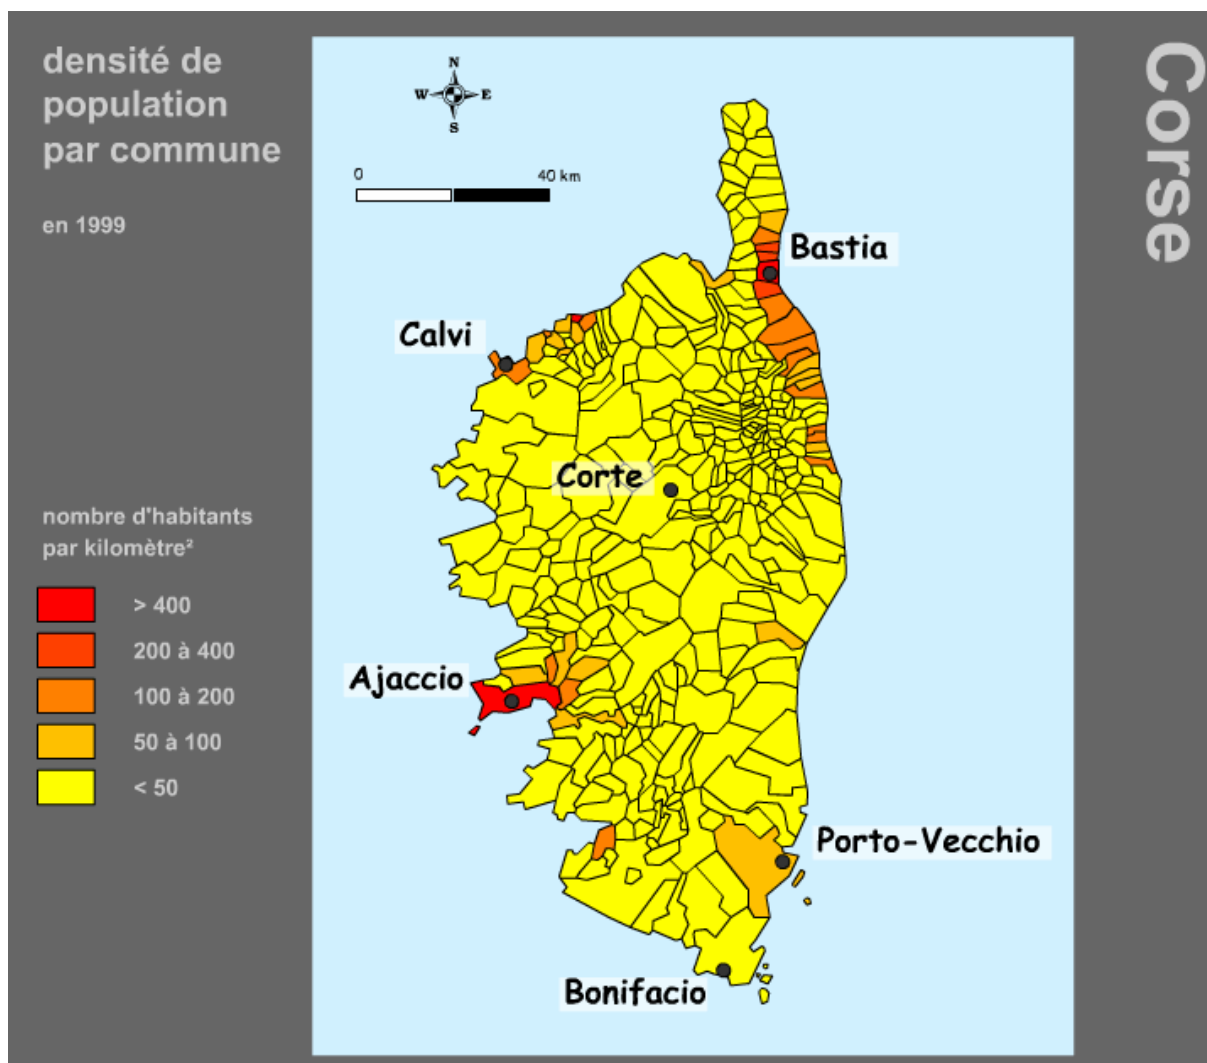 densité de
population
par commune
en 1999
Corse
N
W E
S
0 40 km
Bastia
Calvi
Corte
Ajaccio
Porto-Vecchio
Bonifacio
nombre d'habitants
par kilomètre²
> 400
200 à 400
100 à 200
50 à 100
< 50